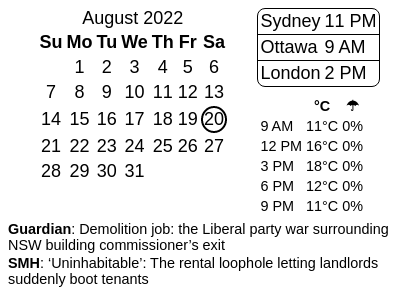 August 2022
Su Mo Tu We Th Fr Sa
1 2 3 4 5 6
7 8 9 10 11 12 13
14 15 16 17 18 19 20
21 22 23 24 25 26 27
28 29 30 31
Sydney 11 PM
Ottawa 9 AM
London 2 PM
°C ☂
9 AM 11°C 0%
12 PM 16°C 0%
3 PM 18°C 0%
6 PM 12°C 0%
9 PM 11°C 0%
Guardian: Demolition job: the Liberal party war surrounding
NSW building commissioner’s exit
SMH: ‘Uninhabitable’: The rental loophole letting landlords
suddenly boot tenants